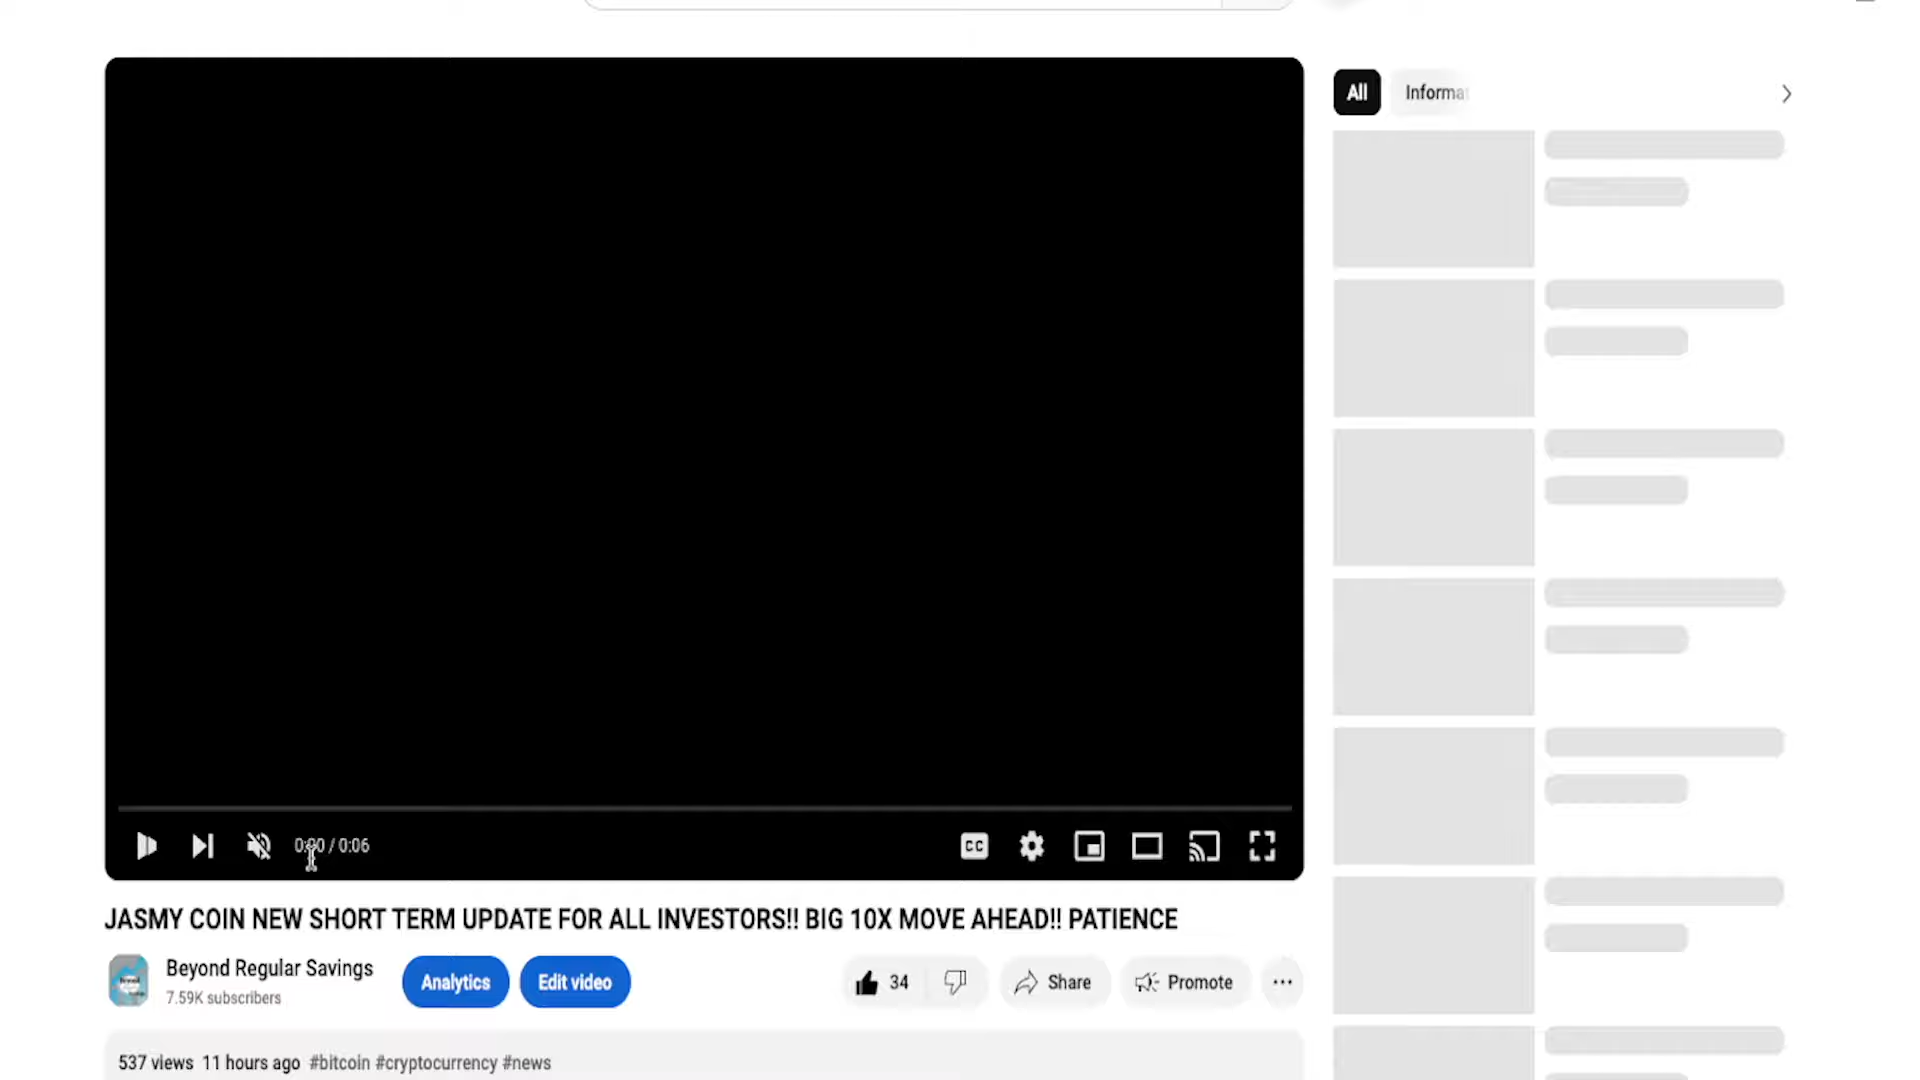 All
Informa
CC
0:00 / 0:06
JASMY COIN NEW SHORT TERM UPDATE FOR ALL INVESTORS!! BIG 10X MOVE AHEAD!! PATIENCE
Beyond Regular Savings
7.59K subscribers
Analytics
Edit video
34
Share
Promote
537 views 11 hours ago #bitcoin #cryptocurrency #news